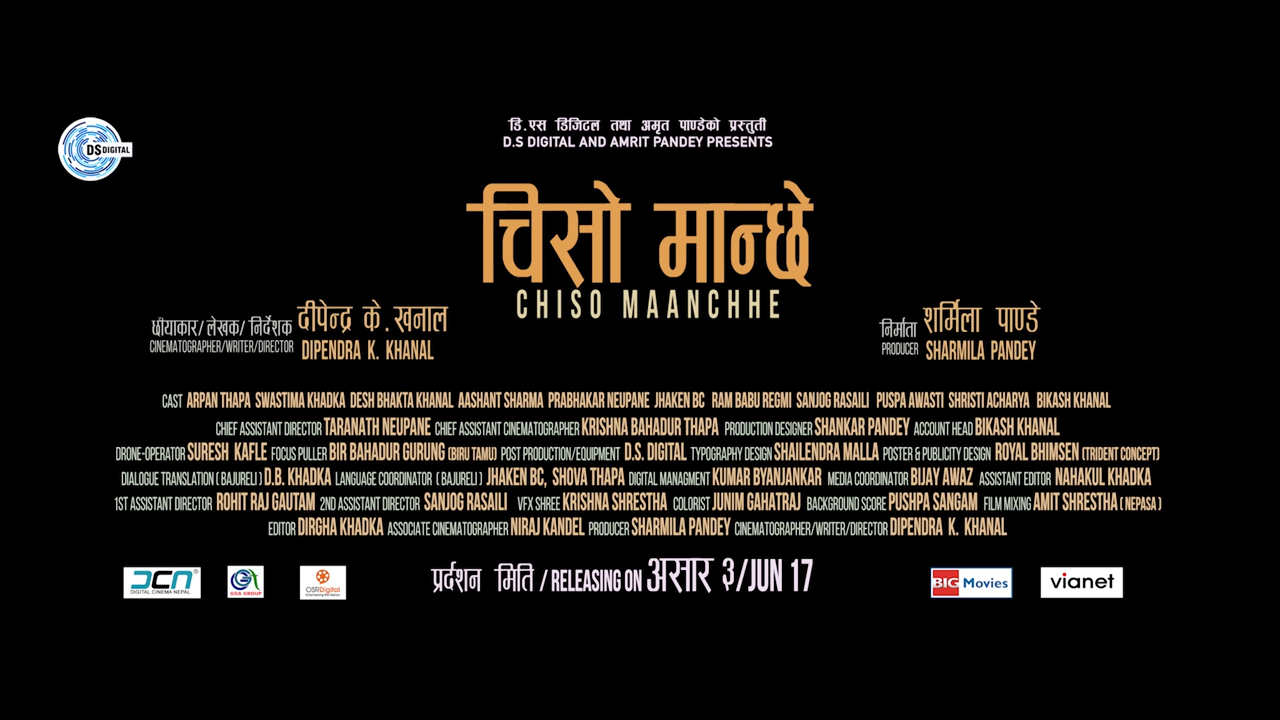 डि.एस डिजिटल तथा अमृत पाण्डेको प्रस्तुती
D.S DIGITAL AND AMRIT PANDEY PRESENTS
DS DIGITAL
चिसो मान्छे
CHISO MAANCHHE
छाँयाकार/ लेखक/ निर्देशक दीपेन्द्र के. खनाल
CINEMATOGRAPHER/WRITER/DIRECTOR DIPENDRA K. KHANAL
निर्माता शर्मिला पाण्डे
PRODUCER SHARMILA PANDEY
CAST ARPAN THAPA SWASTIMA KHADKA DESH BHAKTA KHANAL AASHANT SHARMA PRABHAKAR NEUPANE JHAKEN BC RAM BABU REGMI SANJOG RASAILI PUSPA AWASTI SHRISTI ACHARYA BIKASH KHANAL
CHIEF ASSISTANT DIRECTOR TARANATH NEUPANE CHIEF ASSISTANT CINEMATOGRAPHER KRISHNA BAHADUR THAPA PRODUCTION DESIGNER SHANKAR PANDEY ACCOUNT HEAD BIKASH KHANAL
DRONE-OPERATOR SURESH KAFLE FOCUS PULLER BIR BAHADUR GURUNG (BIRU TAMU) POST PRODUCTION/EQUIPMENT D.S. DIGITAL TYPOGRAPHY DESIGN SHAILENDRA MALLA POSTER & PUBLICITY DESIGN ROYAL BHIMSEN (TRIDENT CONCEPT)
DIALOGUE TRANSLATION ( BAJURELI ) D.B. KHADKA LANGUAGE COORDINATOR ( BAJURELI ) JHAKEN BC, SHOVA THAPA DIGITAL MANAGMENT KUMAR BYANJANKAR MEDIA COORDINATOR BIJAY AWAZ ASSISTANT EDITOR NAHAKUL KHADKA
1ST ASSISTANT DIRECTOR ROHIT RAJ GAUTAM 2ND ASSISTANT DIRECTOR SANJOG RASAILI VFX SHREE KRISHNA SHRESTHA COLORIST JUNIM GAHATRAJ BACKGROUND SCORE PUSHPA SANGAM FILM MIXING AMIT SHRESTHA ( NEPASA )
EDITOR DIRGHA KHADKA ASSOCIATE CINEMATOGRAPHER NIRAJ KANDEL PRODUCER SHARMILA PANDEY CINEMATOGRAPHER/WRITER/DIRECTOR DIPENDRA K. KHANAL
प्रर्दशन मिति / RELEASING ON असार ३/JUN 17
DCN
DIGITAL CINEMA NEPAL
GGA GROUP
OSRDigital
BIG Movies
vianet